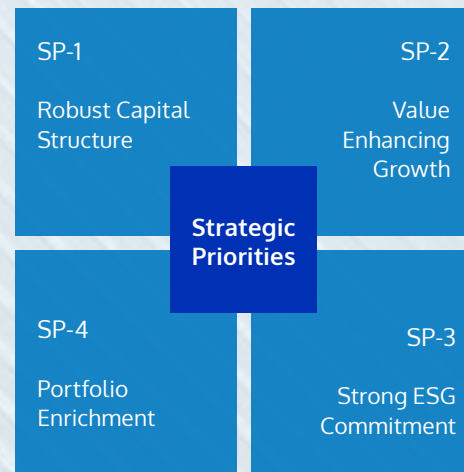 SP-1
Robust Capital
Structure
SP-2
Value
Enhancing
Growth
Strategic
Priorities
SP-4
Portfolio
Enrichment
SP-3
Strong ESG
Commitment